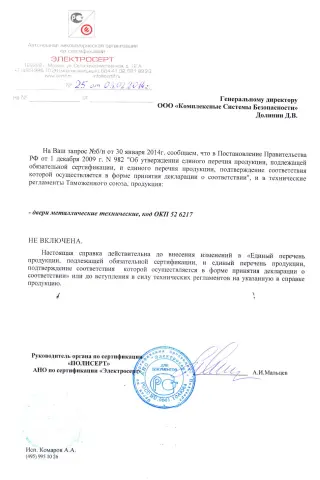 Автономная некоммерческая организация
по сертификации
ЭЛЕКТРОСЕРТ
№ 25 от 03.02.2014г.
на №
от
Генеральному директору
ООО «Комплексные Системы Безопасности»
Долинин Д.В.
На Ваш запрос №б/н от 30 января 2014г. сообщаем, что в Постановление Правительства
РФ от 1 декабря 2009 г. N 982 "Об утверждении единого перечня продукции, подлежащей
обязательной сертификации, и единого перечня продукции, подтверждение соответствия
которой осуществляется в форме принятия декларации о соответствии", и в технические
регламенты Таможенного союза, продукция:
- двери металлические технические, код ОКП 52 6217
НЕ ВКЛЮЧЕНА.
Настоящая справка действительна до внесения изменений в «Единый перечень
продукции, подлежащей обязательной сертификации, и единый перечень продукции,
подтверждение соответствия которой осуществляется в форме принятия декларации о
соответствии» или до вступления в силу технических регламентов на указанную в справке
продукцию.
Руководитель органа по сертификации
«ПОЛИСЕРТ»
АНО по сертификации «Электросерт»
А.И.Мальцев
ДЛЯ
ДОКУМЕНТОВ
Исп. Комаров А.А.
(495) 995 10 26